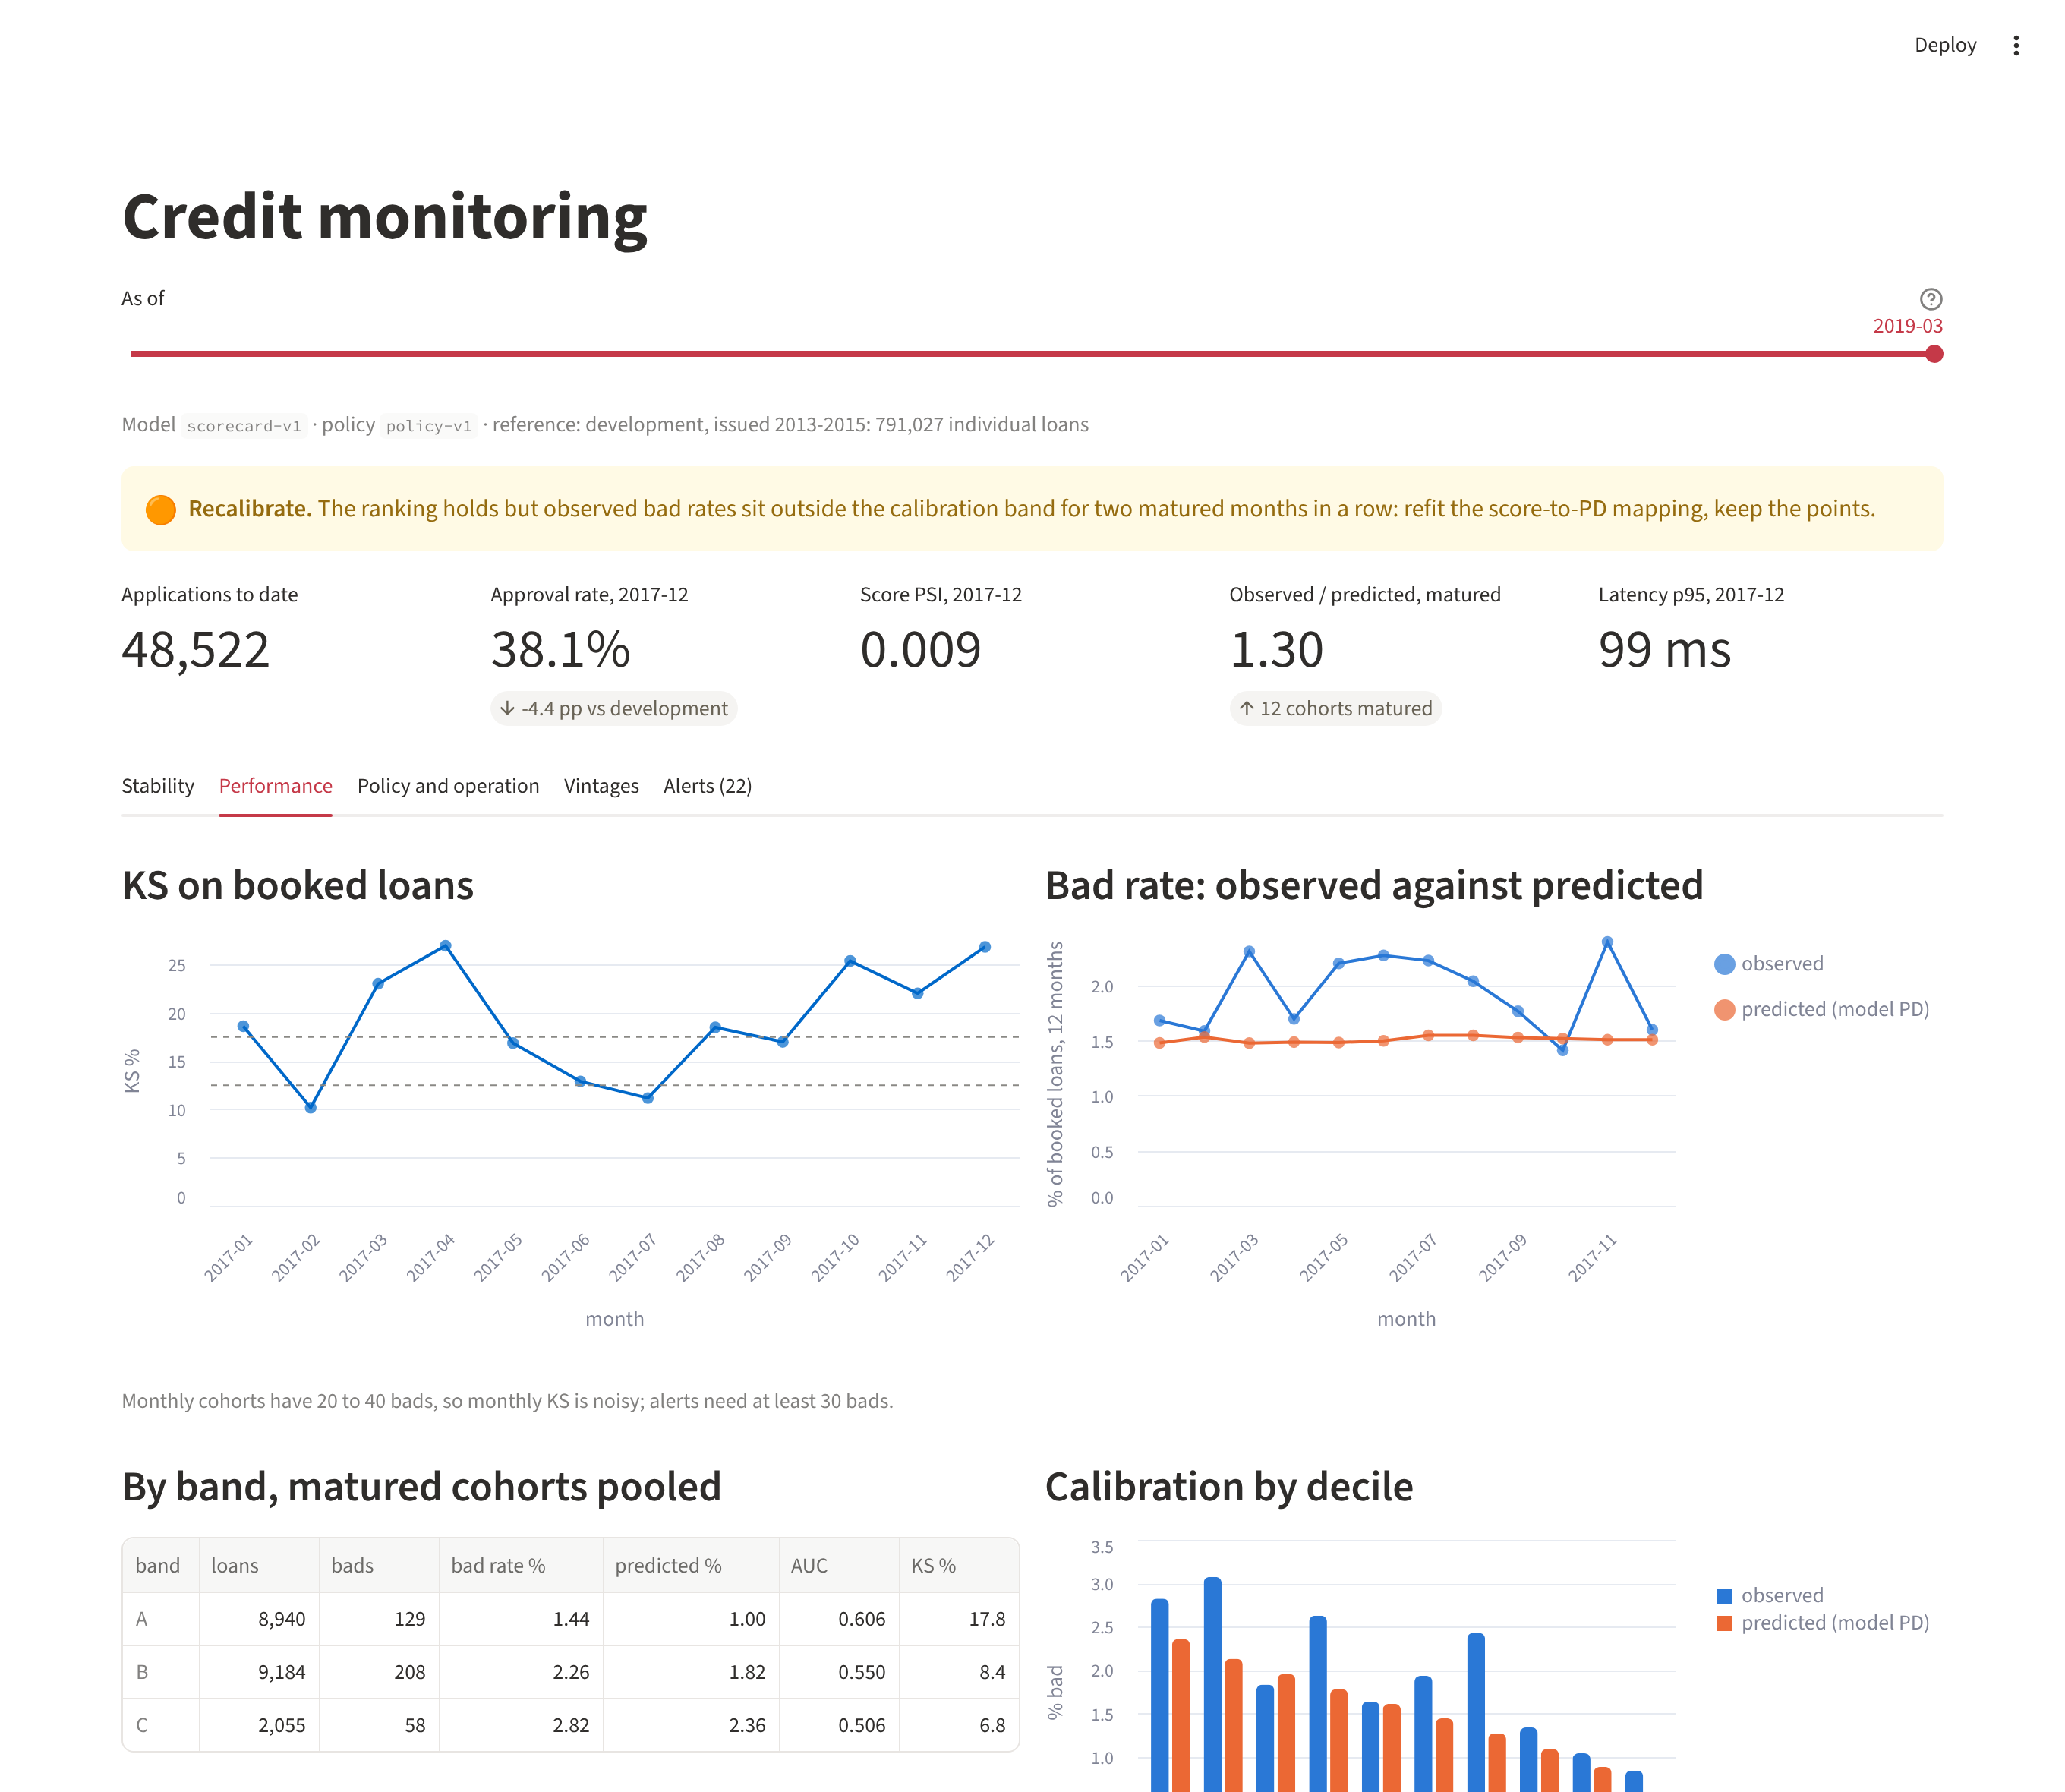 Deploy
Credit monitoring
As of
2019-03
Model scorecard-v1 · policy policy-v1 · reference: development, issued 2013-2015: 791,027 individual loans
Recalibrate. The ranking holds but observed bad rates sit outside the calibration band for two matured months in a row: refit the score-to-PD mapping, keep the points.
Applications to date
48,522
Approval rate, 2017-12
38.1%
-4.4 pp vs development
Score PSI, 2017-12
0.009
Observed / predicted, matured
1.30
12 cohorts matured
Latency p95, 2017-12
99 ms
Stability Performance Policy and operation Vintages Alerts (22)
KS on booked loans
KS %
25
20
15
10
5
0
2017-01 2017-02 2017-03 2017-04 2017-05 2017-06 2017-07 2017-08 2017-09 2017-10 2017-11 2017-12
month
Bad rate: observed against predicted
% of booked loans, 12 months
2.0
1.5
1.0
0.5
0.0
2017-01 2017-03 2017-05 2017-07 2017-09 2017-11
month
observed
predicted (model PD)
Monthly cohorts have 20 to 40 bads, so monthly KS is noisy; alerts need at least 30 bads.
By band, matured cohorts pooled
band loans bads bad rate % predicted % AUC KS %
A 8,940 129 1.44 1.00 0.606 17.8
B 9,184 208 2.26 1.82 0.550 8.4
C 2,055 58 2.82 2.36 0.506 6.8
Calibration by decile
% bad
3.5
3.0
2.5
2.0
1.5
1.0
observed
predicted (model PD)